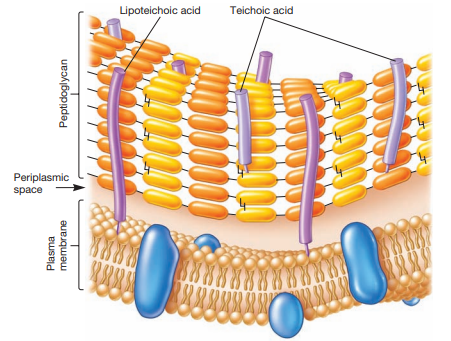 Lipoteichoic acid
Teichoic acid
Peptidoglycan
Periplasmic
space
Plasma
membrane